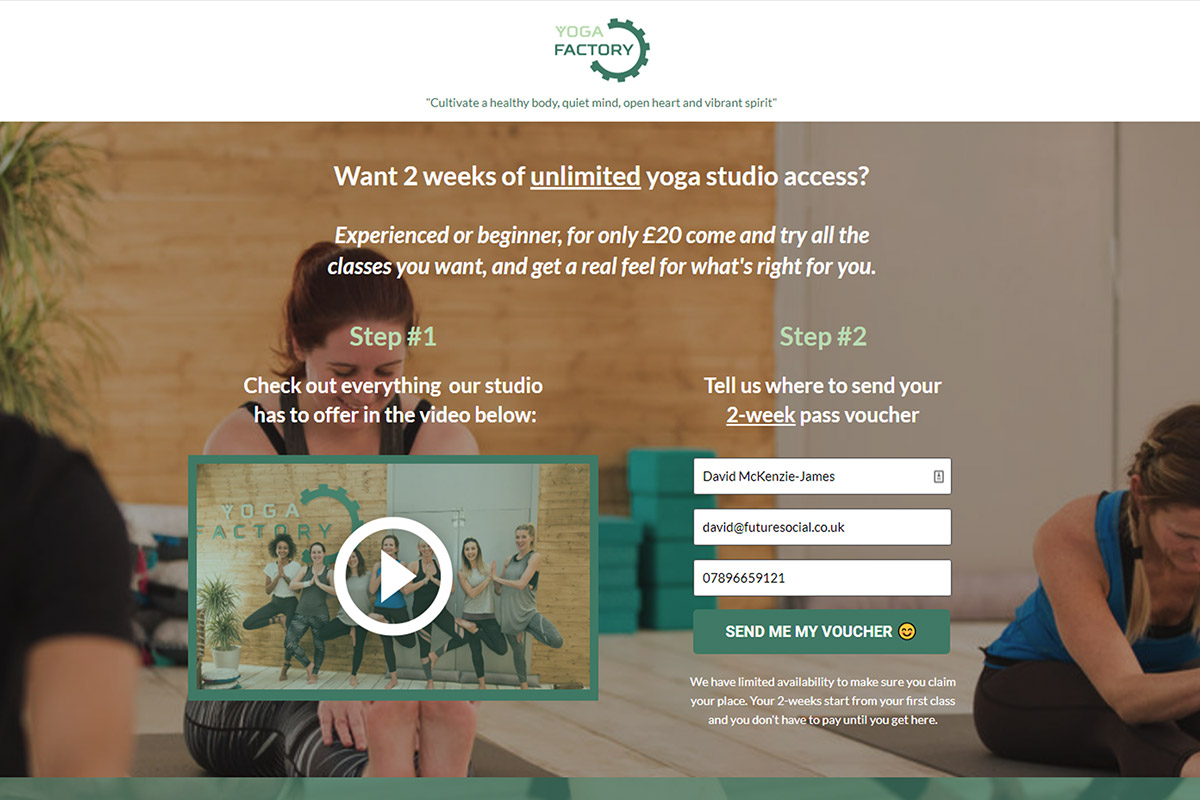 YOGA
FACTORY
"Cultivate a healthy body, quiet mind, open heart and vibrant spirit"
Want 2 weeks of unlimited yoga studio access?
Experienced or beginner, for only £20 come and try all the
classes you want, and get a real feel for what's right for you.
Step #1
Check out everything our studio
has to offer in the video below:
YOGA
FACTORY
Step #2
Tell us where to send your
2-week pass voucher
David McKenzie-James
david@futuresocial.co.uk
07896659121
SEND ME MY VOUCHER 😊
We have limited availability to make sure you claim
your place. Your 2-weeks start from your first class
and you don't have to pay until you get here.